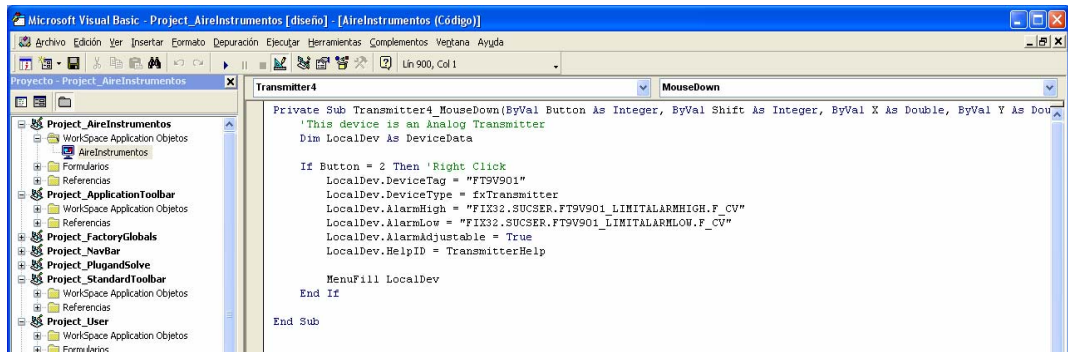 Microsoft Visual Basic - Project_AireInstrumentos [diseño] - [AireInstrumentos (Código)]
Archivo Edición Ver Insertar Formato Depuración Ejecutar Herramientas Complementos Ventana Ayuda
Lín 900, Col 1
Proyecto - Project_AireInstrumentos
Transmitter4 MouseDown
Project_AireInstrumentos
WorkSpace Application Objetos
AireInstrumentos
Formularios
Referencias
Project_ApplicationToolbar
WorkSpace Application Objetos
Referencias
Project_FactoryGlobals
Project_NavBar
Project_PlugandSolve
Project_StandardToolbar
WorkSpace Application Objetos
Referencias
Project_User
WorkSpace Application Objetos
Formularios
Private Sub Transmitter4_MouseDown(ByVal Button As Integer, ByVal Shift As Integer, ByVal X As Double, ByVal Y As Dou
'This device is an Analog Transmitter
Dim LocalDev As DeviceData
If Button = 2 Then 'Right Click
LocalDev.DeviceTag = "FT9V901"
LocalDev.DeviceType = fxTransmitter
LocalDev.AlarmHigh = "FIX32.SUCSER.FT9V901_LIMITALARMHIGH.F_CV"
LocalDev.AlarmLow = "FIX32.SUCSER.FT9V901_LIMITALARMLOW.F_CV"
LocalDev.AlarmAdjustable = True
LocalDev.HelpID = TransmitterHelp
MenuFill LocalDev
End If
End Sub